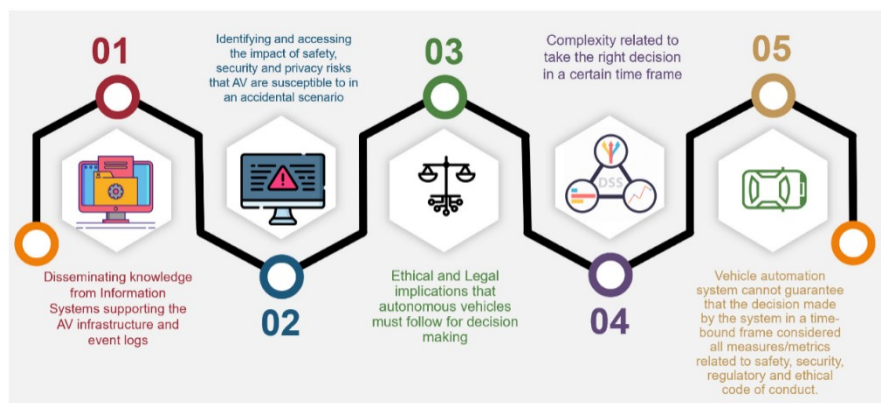 01
Disseminating knowledge
from Information
Systems supporting the
AV infrastructure and
event logs
Identifying and accessing
the impact of safety,
security and privacy risks
that AV are susceptible to in
an accidental scenario
02
03
Ethical and Legal
implications that
autonomous vehicles
must follow for decision
making
Complexity related to
take the right decision
in a certain time frame
DSS
04
05
Vehicle automation
system cannot guarantee
that the decision made
by the system in a time-
bound frame considered
all measures/metrics
related to safety, security,
regulatory and ethical
code of conduct.